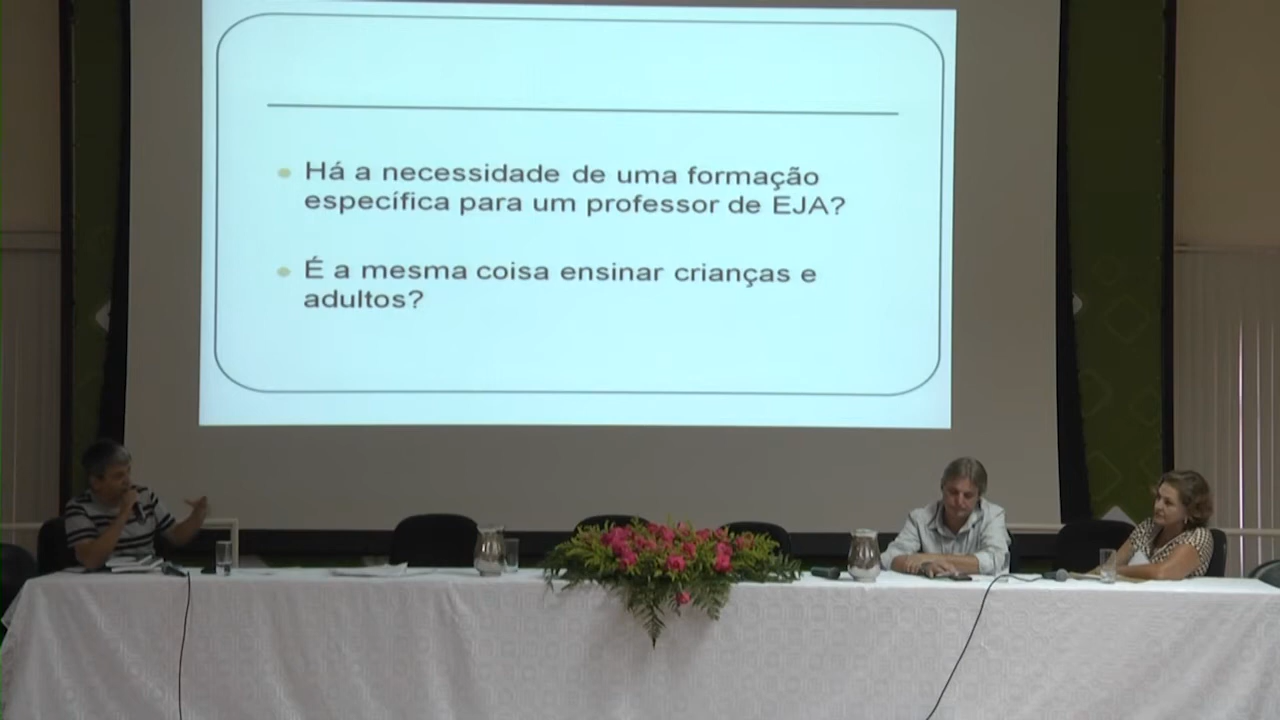 Há a necessidade de uma formação
específica para um professor de EJA?
É a mesma coisa ensinar crianças e
adultos?